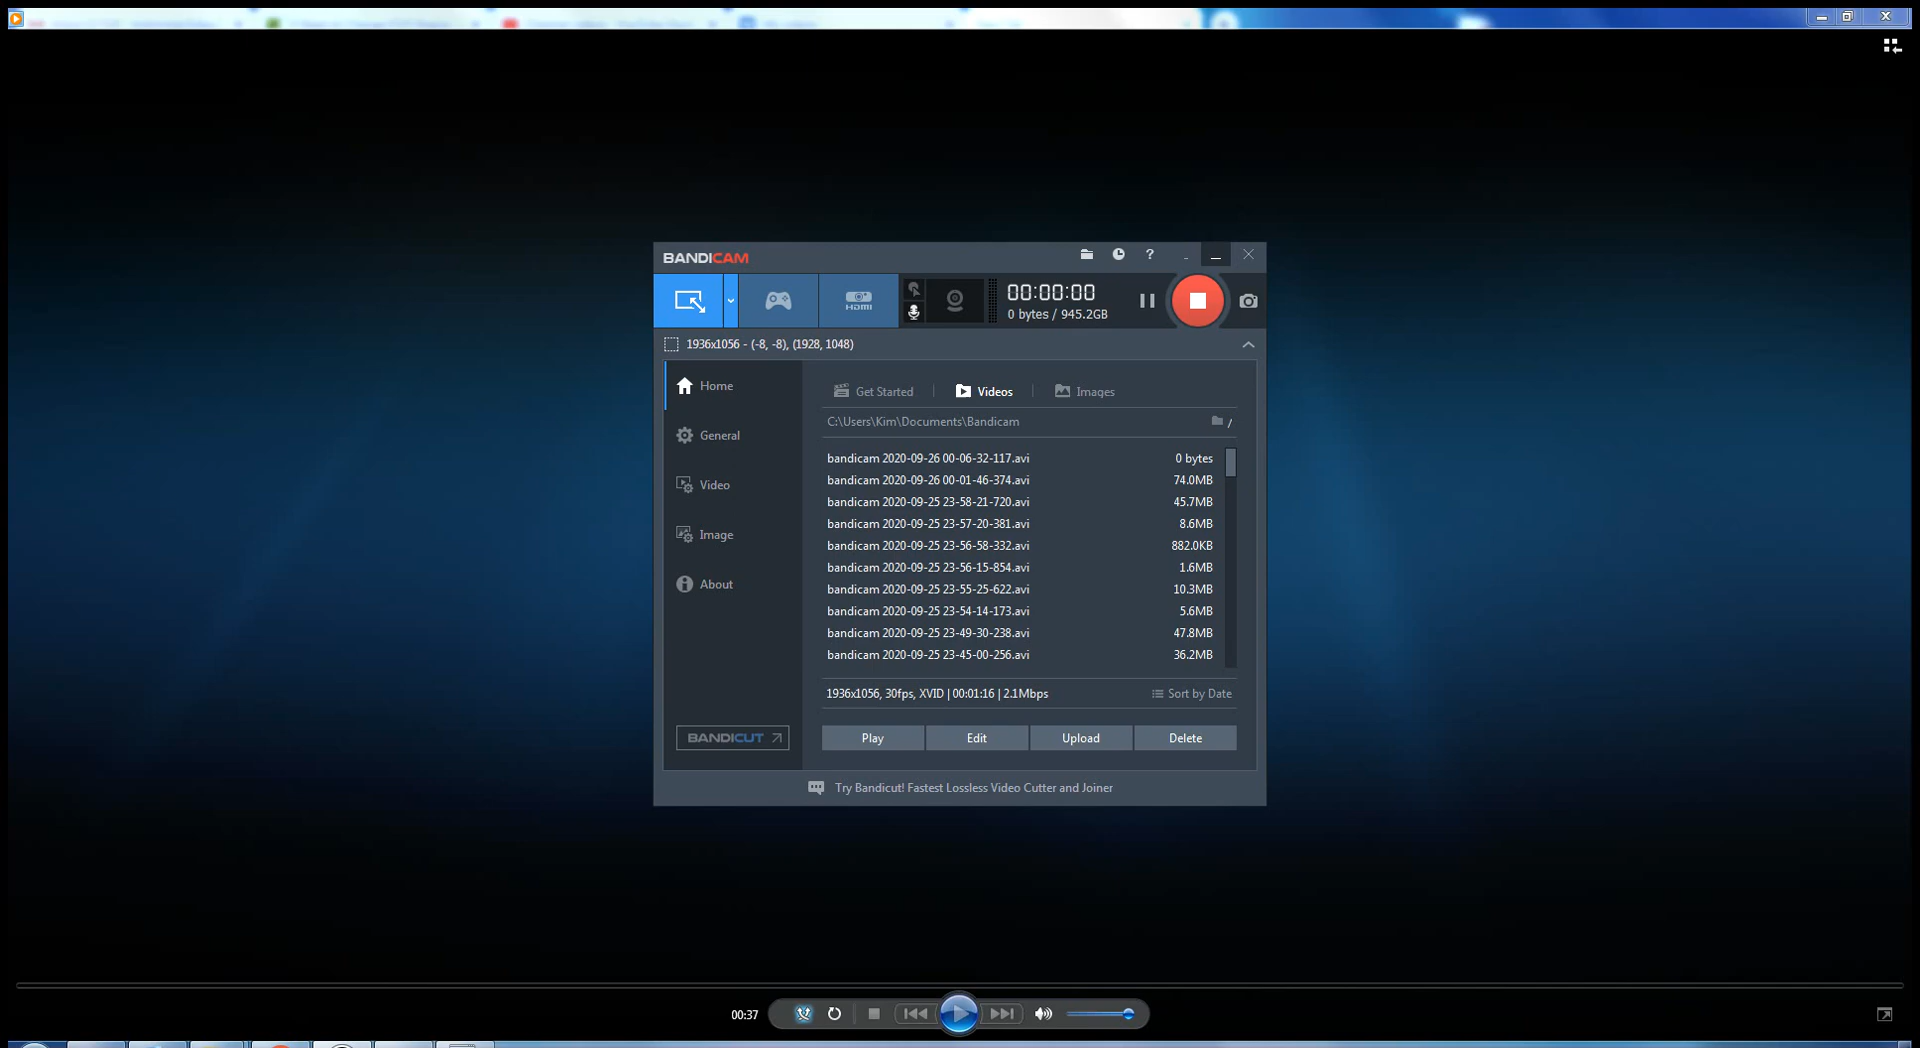 BANDICAM
?
HDMI
00:00:00
0 bytes / 945.2GB
1936x1056 - (-8, -8), (1928, 1048)
Home
General
Video
Image
About
BANDICUT
Get Started
Videos
Images
C:\Users\Kim\Documents\Bandicam
/
bandicam 2020-09-26 00-06-32-117.avi 0 bytes
bandicam 2020-09-26 00-01-46-374.avi 74.0MB
bandicam 2020-09-25 23-58-21-720.avi 45.7MB
bandicam 2020-09-25 23-57-20-381.avi 8.6MB
bandicam 2020-09-25 23-56-58-332.avi 882.0KB
bandicam 2020-09-25 23-56-15-854.avi 1.6MB
bandicam 2020-09-25 23-55-25-622.avi 10.3MB
bandicam 2020-09-25 23-54-14-173.avi 5.6MB
bandicam 2020-09-25 23-49-30-238.avi 47.8MB
bandicam 2020-09-25 23-45-00-256.avi 36.2MB
1936x1056, 30fps, XVID | 00:01:16 | 2.1Mbps
Sort by Date
Play Edit Upload Delete
Try Bandicut! Fastest Lossless Video Cutter and Joiner
00:37